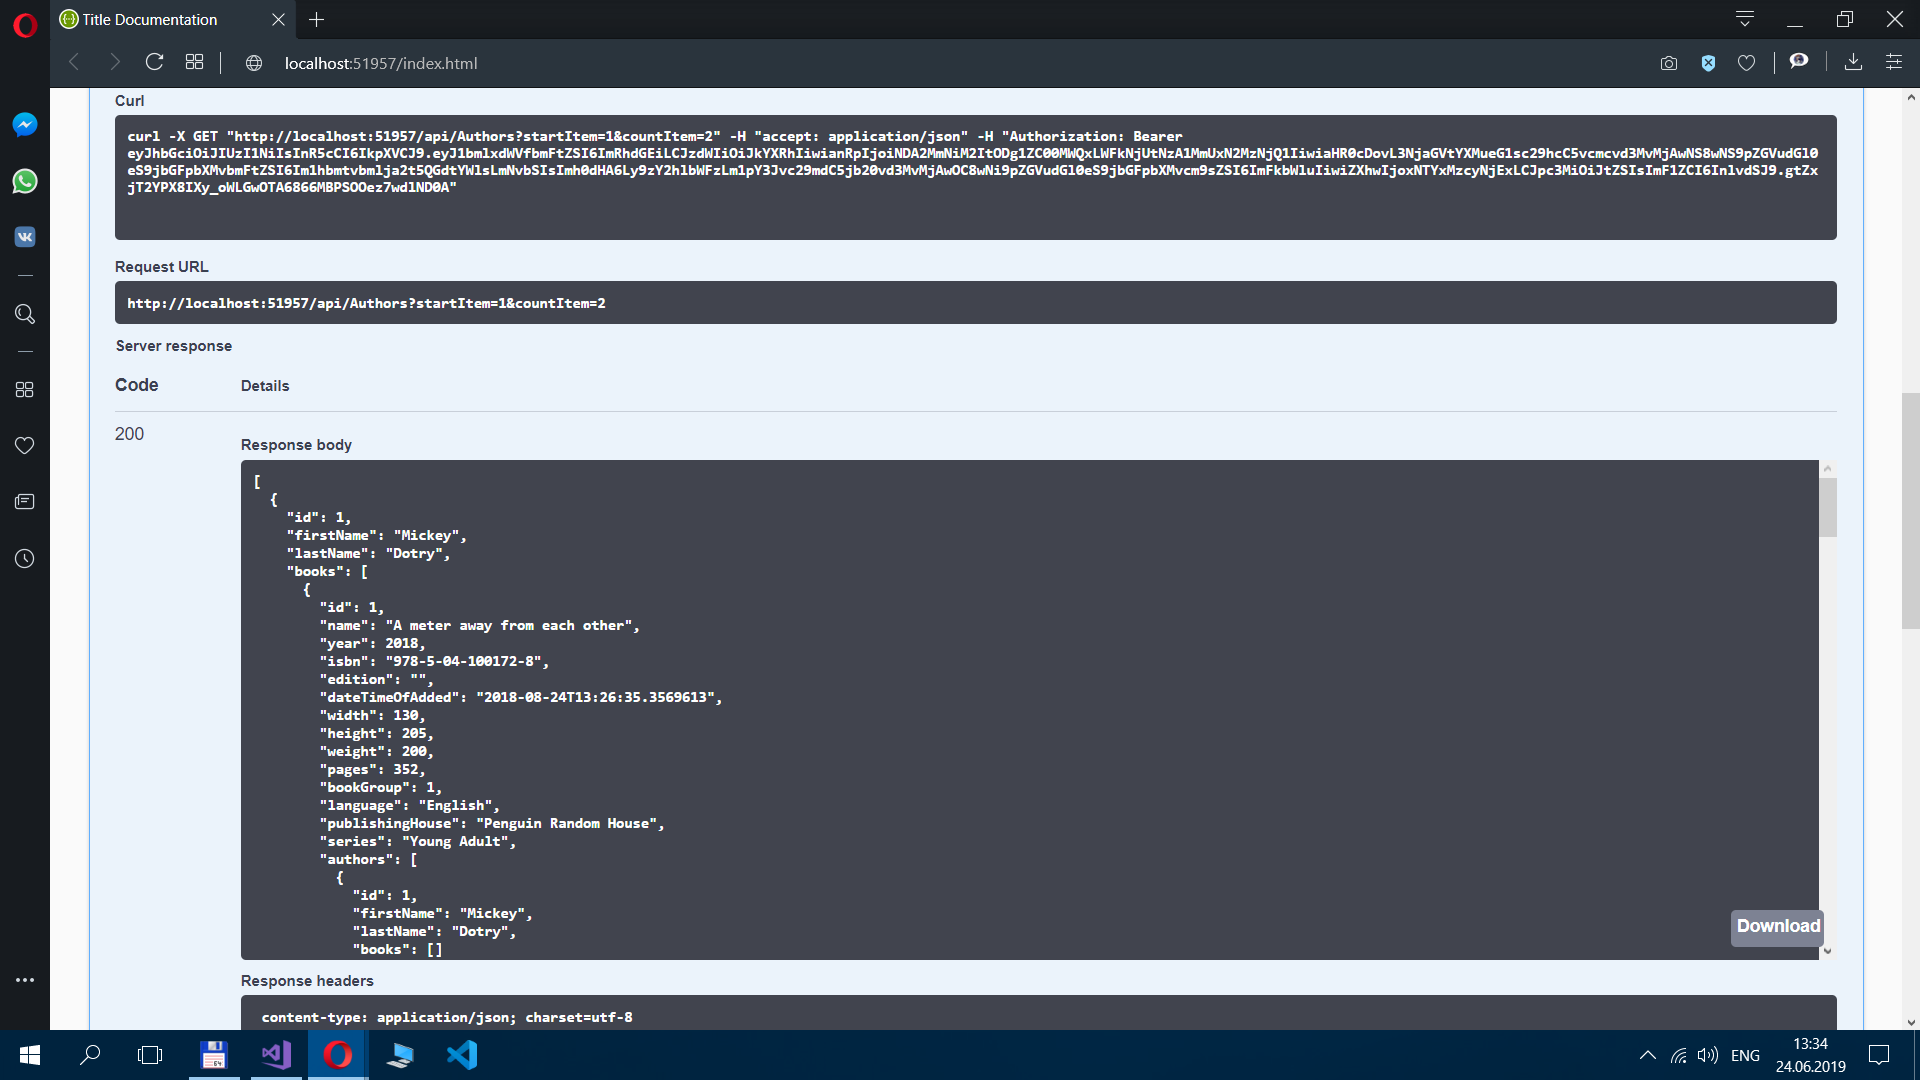 Title Documentation
localhost:51957/index.html
Curl
curl -X GET "http://localhost:51957/api/Authors?startItem=1&countItem=2" -H "accept: application/json" -H "Authorization: Bearer
Request URL
http://localhost:51957/api/Authors?startItem=1&countItem=2
Server response
Code Details
200
Response body
[
{
"id": 1,
"firstName": "Mickey",
"lastName": "Dotry",
"books": [
{
"id": 1,
"name": "A meter away from each other",
"year": 2018,
"isbn": "978-5-04-100172-8",
"edition": "",
"dateTimeOfAdded": "2018-08-24T13:26:35.3569613",
"width": 130,
"height": 205,
"weight": 200,
"pages": 352,
"bookGroup": 1,
"language": "English",
"publishingHouse": "Penguin Random House",
"series": "Young Adult",
"authors": [
{
"id": 1,
"firstName": "Mickey",
"lastName": "Dotry",
"books": []
Download
Response headers
content-type: application/json; charset=utf-8
ENG
13:34
24.06.2019